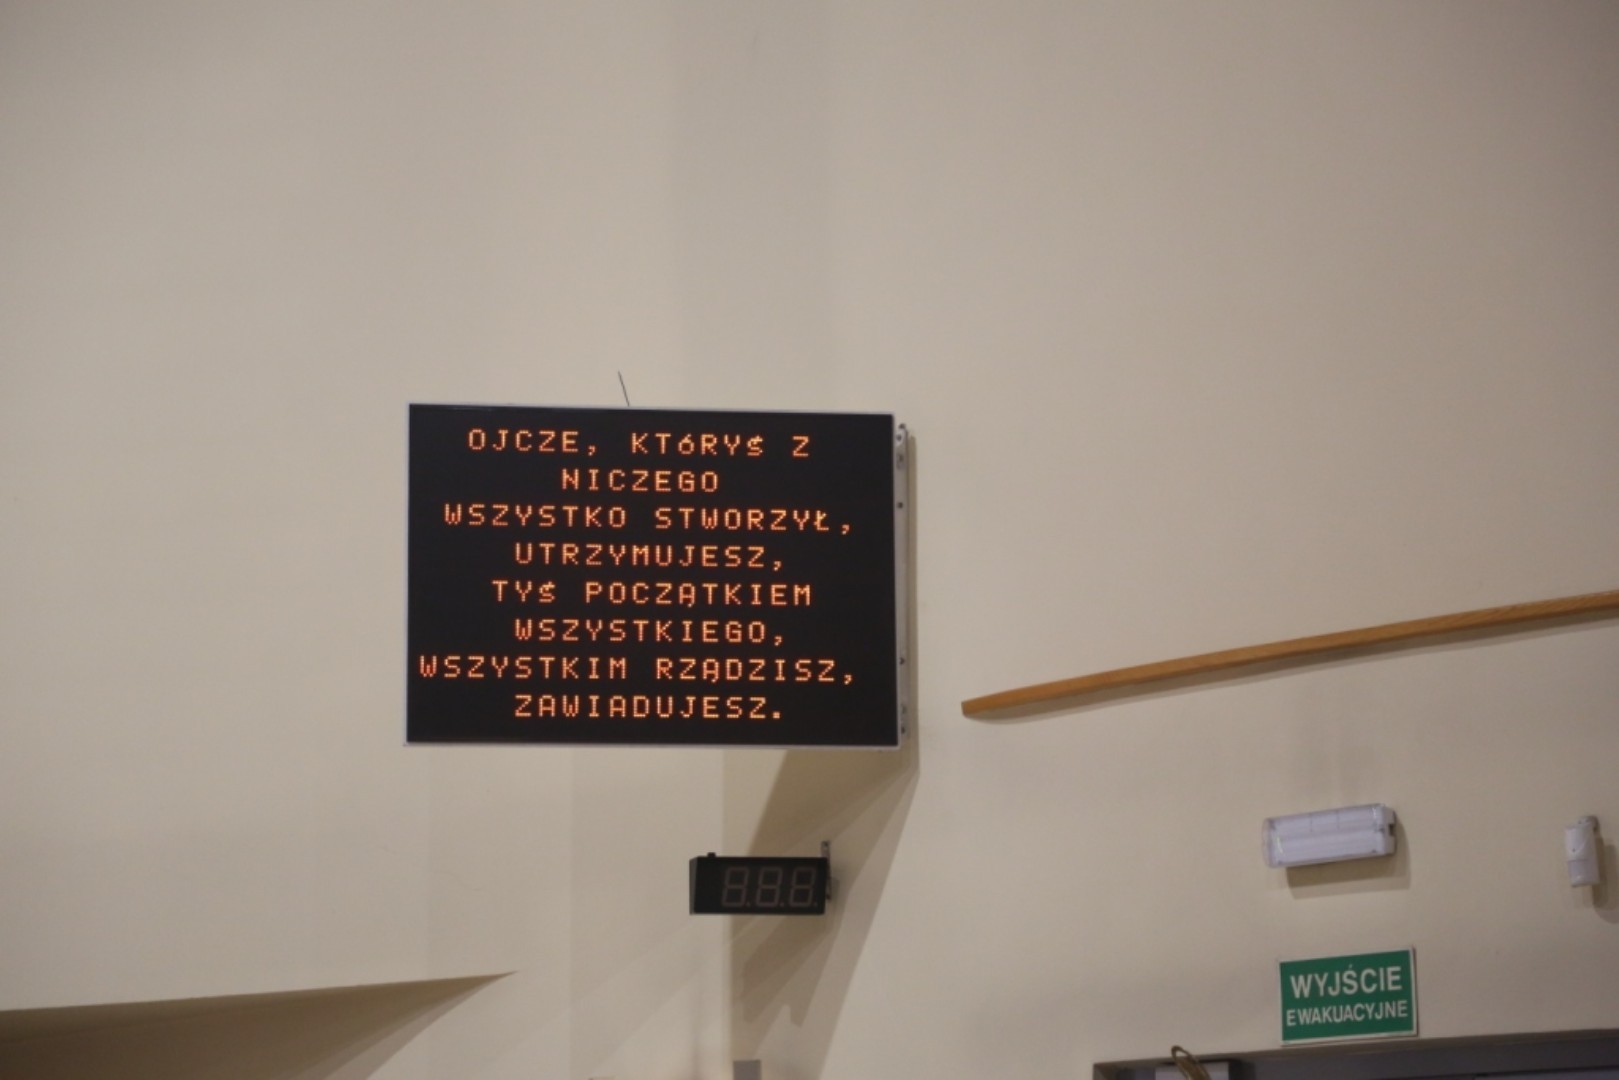 OJCZE, KTÓRYŚ Z
NICZEGO
WSZYSTKO STWORZYŁ,
UTRZYMUJESZ,
TYŚ POCZĄTKIEM
WSZYSTKIEGO,
WSZYSTKIM RZĄDZISZ,
ZAWIADUJESZ.
8.8.8.
WYJŚCIE
EWAKUACYJNE